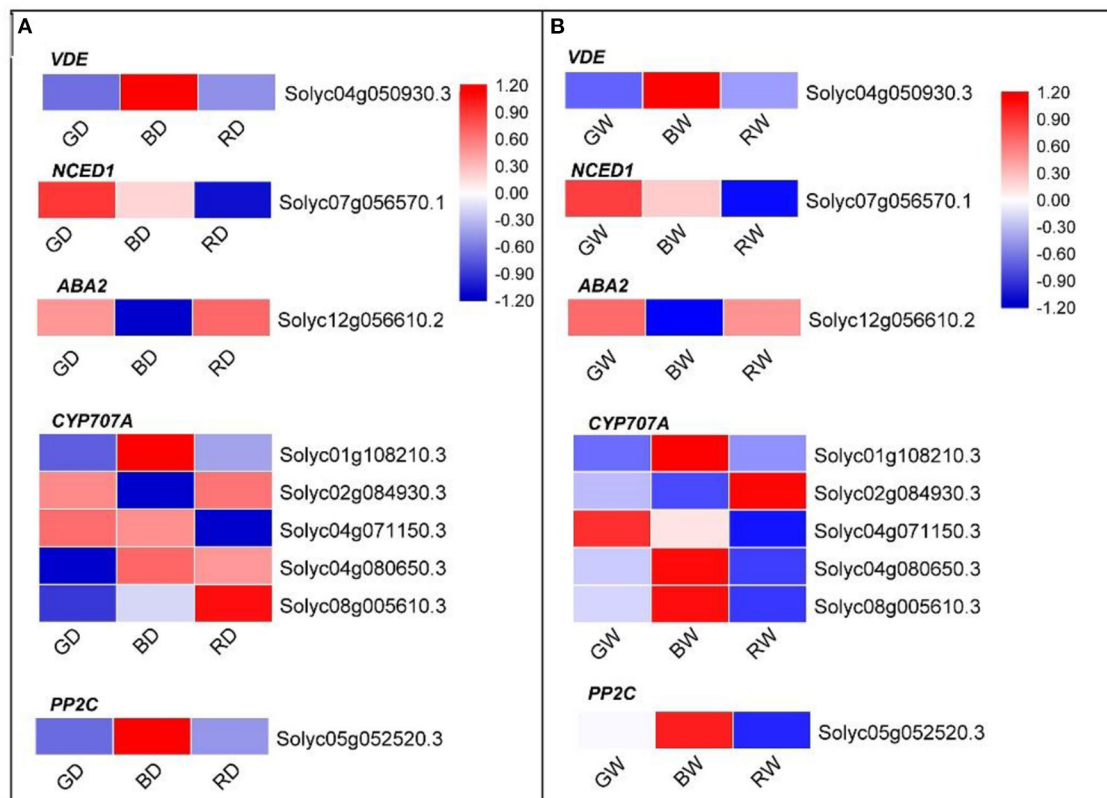 A
VDE
Solyc04g050930.3
GD BD RD
NCED1
Solyc07g056570.1
GD BD RD
ABA2
Solyc12g056610.2
GD BD RD
CYP707A
Solyc01g108210.3
Solyc02g084930.3
Solyc04g071150.3
Solyc04g080650.3
Solyc08g005610.3
GD BD RD
PP2C
Solyc05g052520.3
GD BD RD
1.20
0.90
0.60
0.30
0.00
-0.30
-0.60
-0.90
-1.20
B
VDE
Solyc04g050930.3
GW BW RW
NCED1
Solyc07g056570.1
GW BW RW
ABA2
Solyc12g056610.2
GW BW RW
CYP707A
Solyc01g108210.3
Solyc02g084930.3
Solyc04g071150.3
Solyc04g080650.3
Solyc08g005610.3
GW BW RW
PP2C
Solyc05g052520.3
GW BW RW
1.20
0.90
0.60
0.30
0.00
-0.30
-0.60
-0.90
-1.20